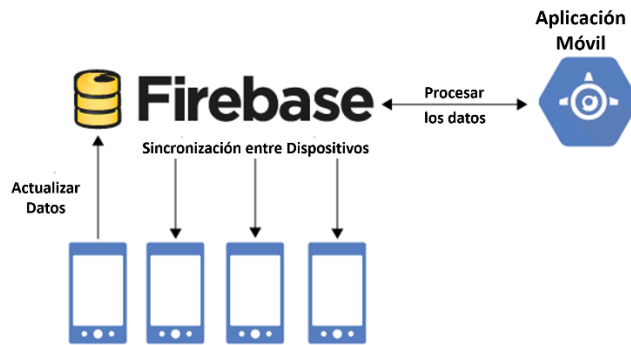 Aplicación
Móvil
Firebase
Procesar
los datos
Sincronización entre Dispositivos
Actualizar
Datos